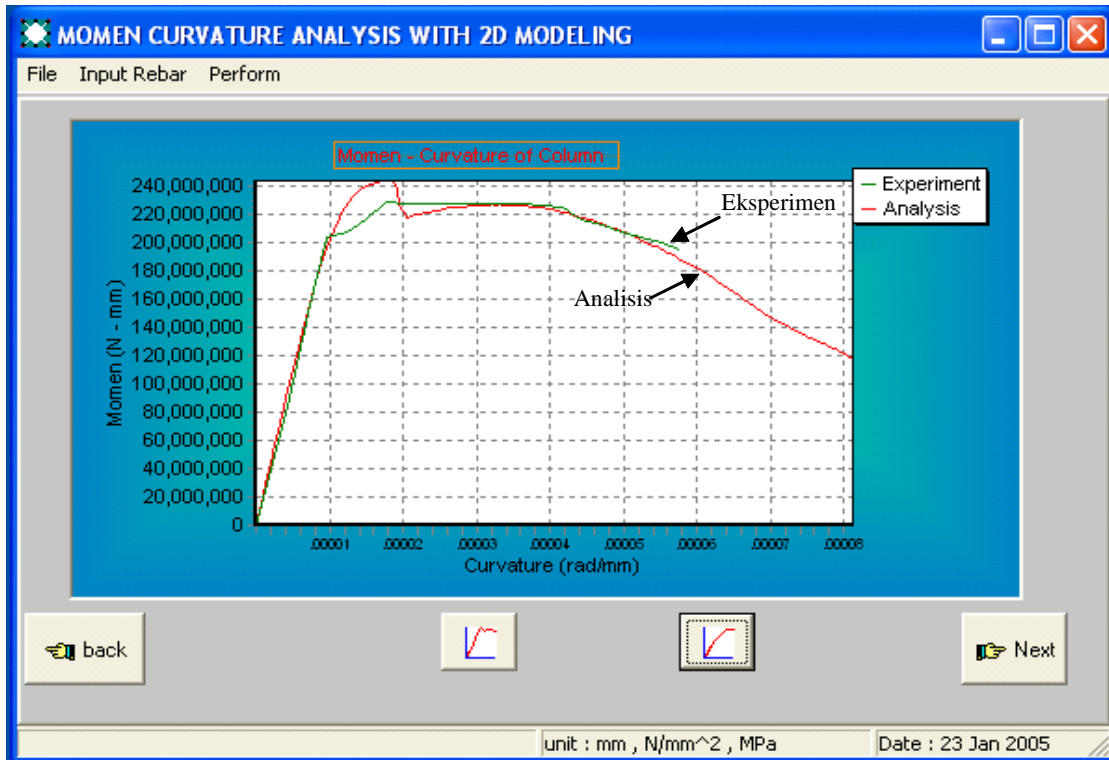 MOMEN CURVATURE ANALYSIS WITH 2D MODELING
File Input Rebar Perform
Momen - Curvature of Column
Experiment
Analysis
240,000,000
220,000,000
200,000,000
180,000,000
160,000,000
140,000,000
120,000,000
100,000,000
80,000,000
60,000,000
40,000,000
20,000,000
0
Momen (N - mm)
Eksperimen
Analisis
.00001 .00002 .00003 .00004 .00005 .00006 .00007 .00008
Curvature (rad/mm)
back
Next
unit : mm , N/mm^2 , MPa
Date : 23 Jan 2005